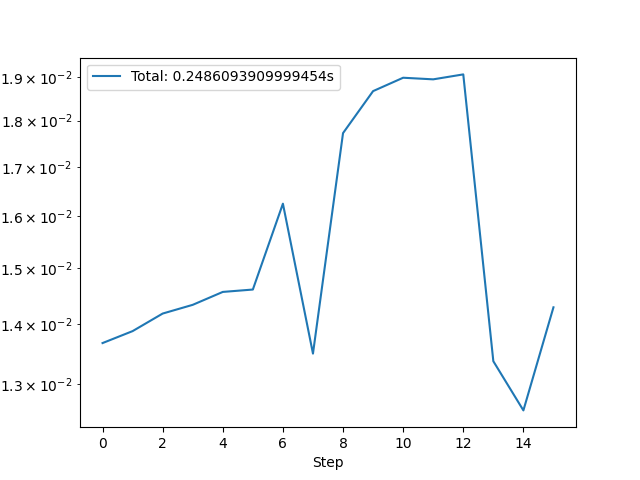 Total: 0.2486093909999454s
1.9 × 10⁻²
1.8 × 10⁻²
1.7 × 10⁻²
1.6 × 10⁻²
1.5 × 10⁻²
1.4 × 10⁻²
1.3 × 10⁻²
0 2 4 6 8 10 12 14
Step